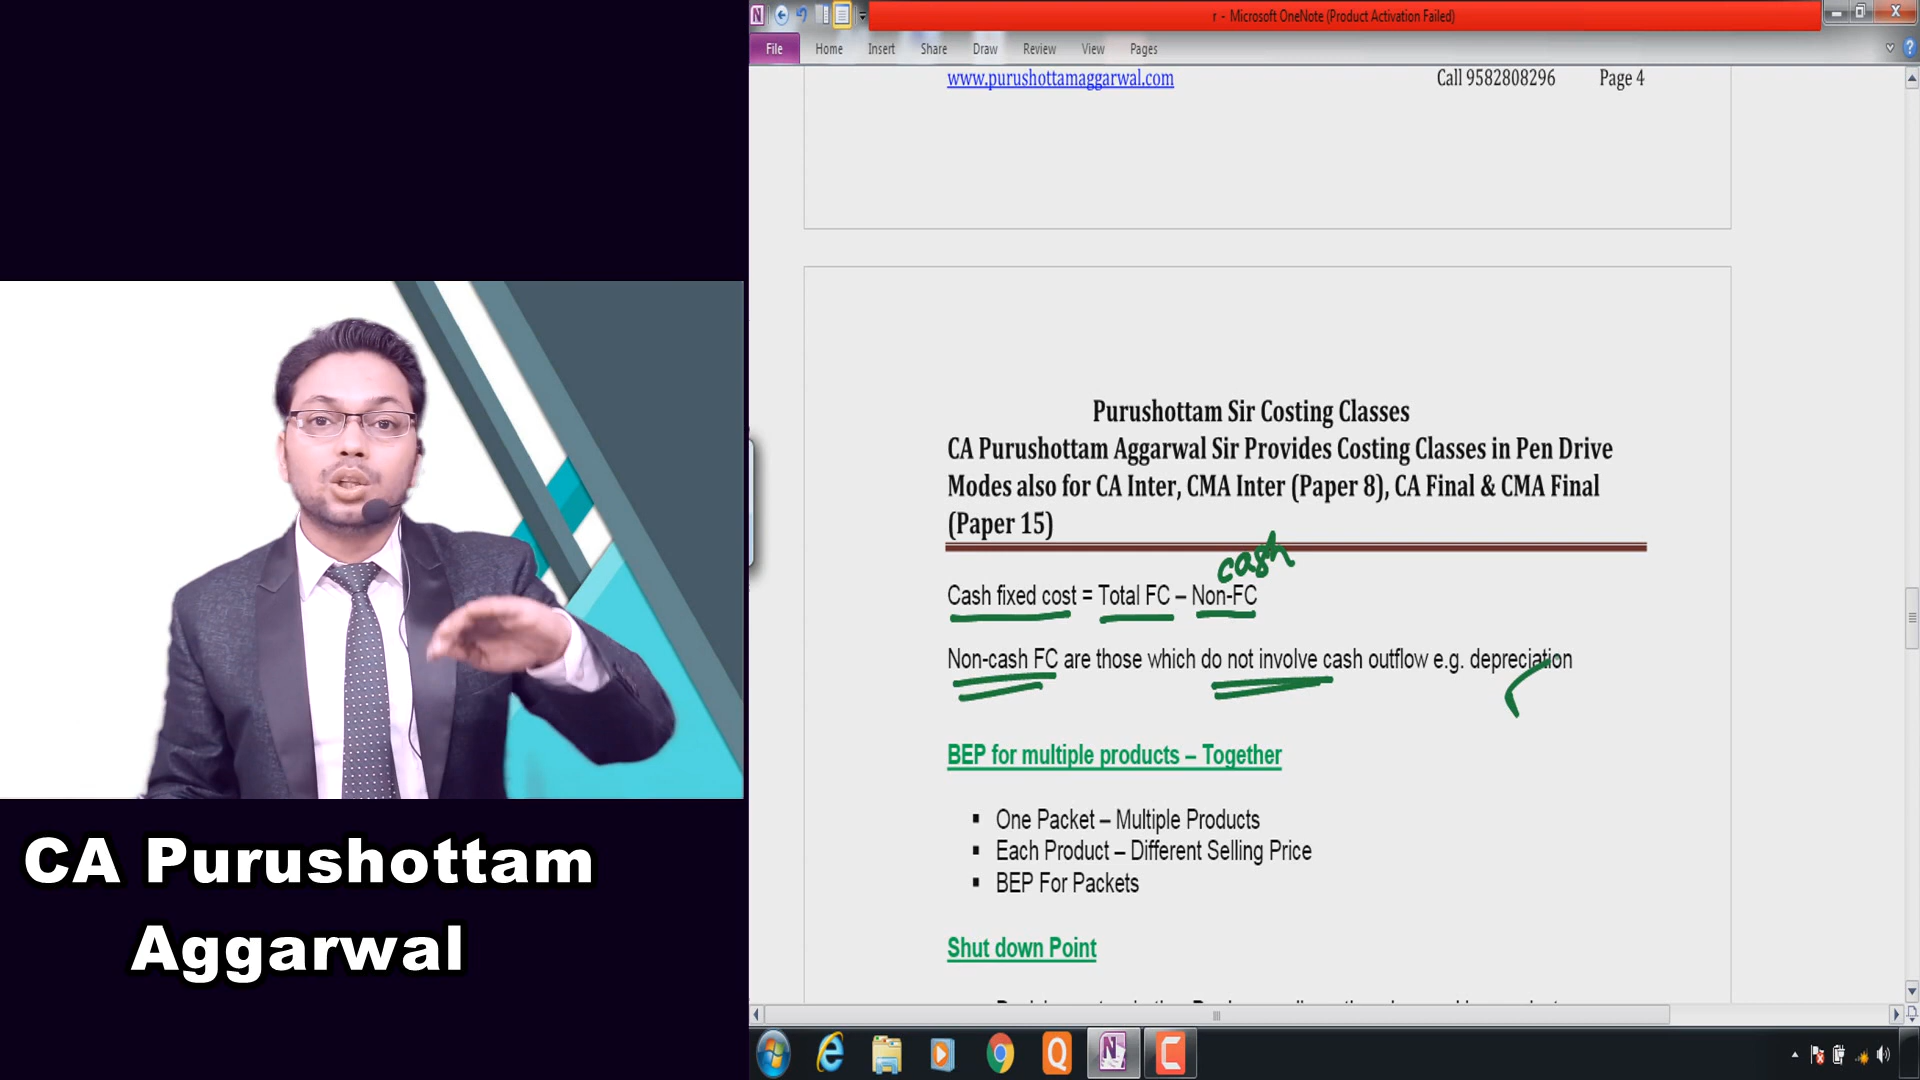 r - Microsoft OneNote (Product Activation Failed)
File Home Insert Share Draw Review View Pages
www.purushottamaggarwal.com Call 9582808296 Page 4
Purushottam Sir Costing Classes
CA Purushottam Aggarwal Sir Provides Costing Classes in Pen Drive
Modes also for CA Inter, CMA Inter (Paper 8), CA Final & CMA Final
(Paper 15)
cash
Cash fixed cost = Total FC – Non-FC
Non-cash FC are those which do not involve cash outflow e.g. depreciation
BEP for multiple products – Together
▪ One Packet – Multiple Products
▪ Each Product – Different Selling Price
▪ BEP For Packets
Shut down Point
CA Purushottam
Aggarwal